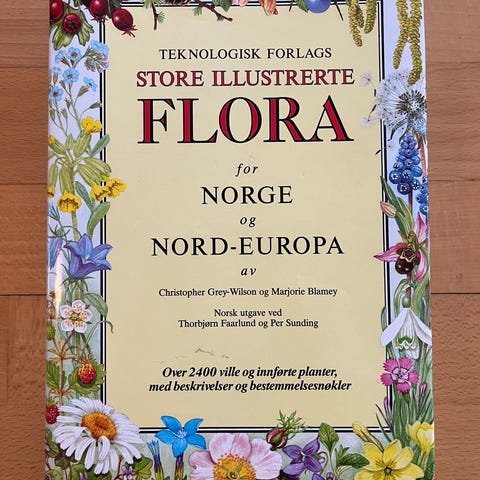 TEKNOLOGISK FORLAGS
STORE ILLUSTRERTE
FLORA
for
NORGE
og
NORD-EUROPA
av
Christopher Grey-Wilson og Marjorie Blamey
Norsk utgave ved
Thorbjørn Faarlund og Per Sunding
Over 2400 ville og innførte planter,
med beskrivelser og bestemmelsesnøkler